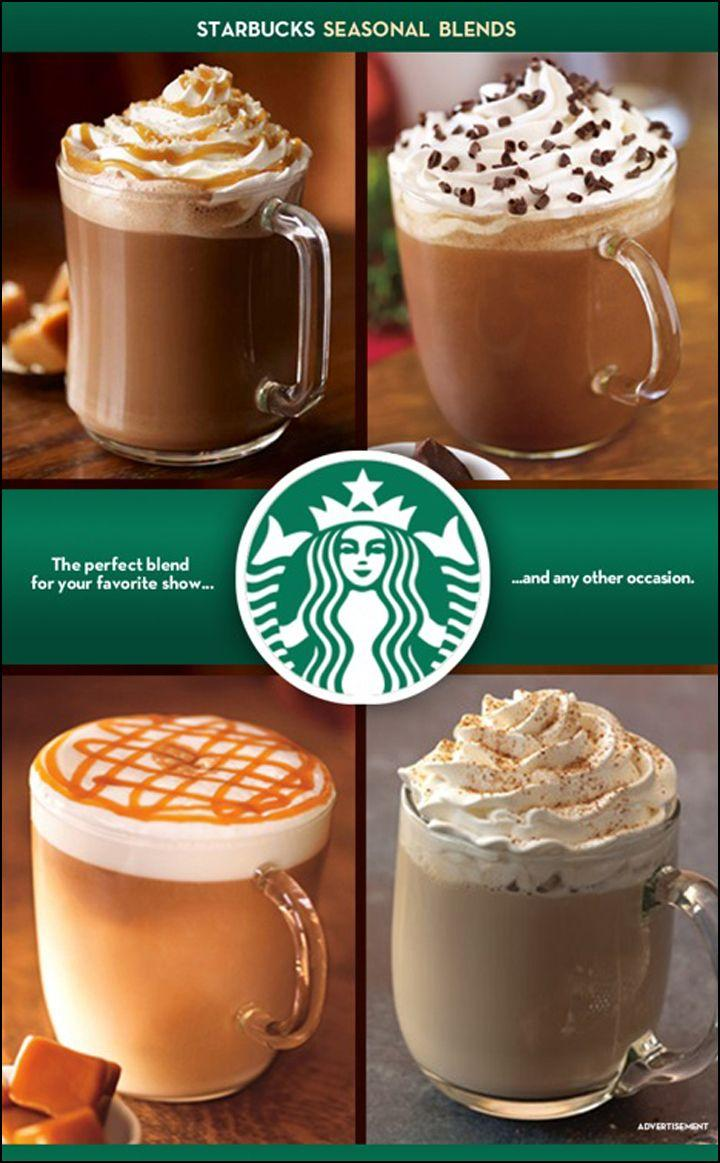 STARBUCKS SEASONAL BLENDS
The perfect blend
for your favorite show...
...and any other occasion.
ADVERTISEMENT